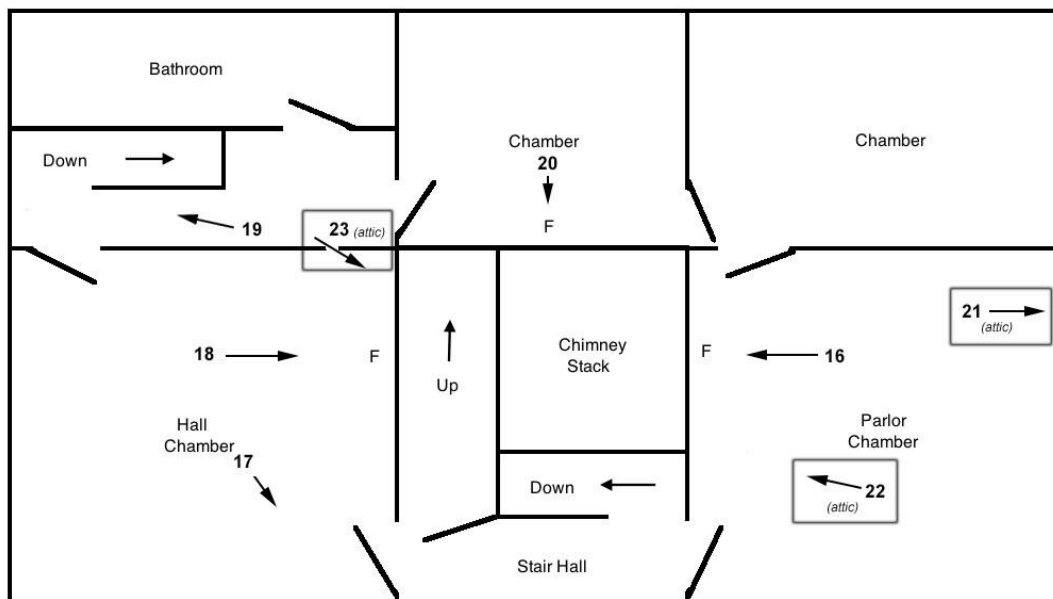 Bathroom
Down
Chamber
20
F
Chamber
19
23 (attic)
21
(attic)
18
F
Up
Chimney
Stack
F
16
Hall
Chamber
17
Parlor
Chamber
22
(attic)
Down
Stair Hall